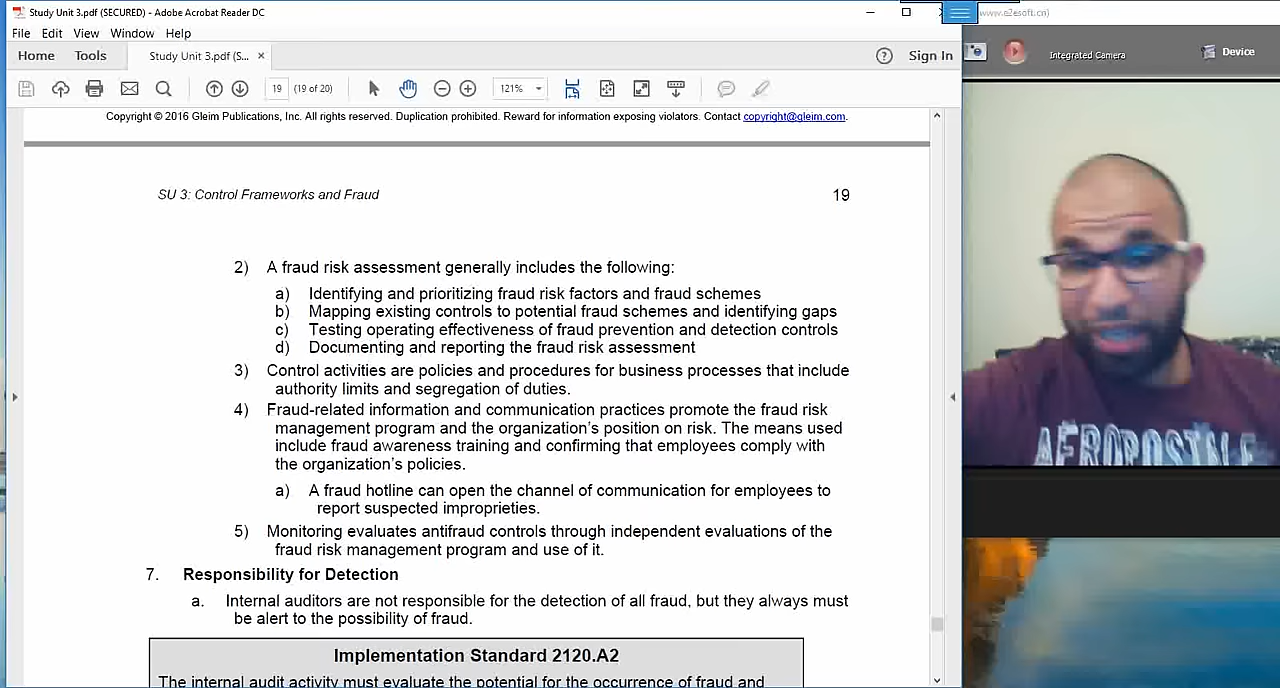 Study Unit 3.pdf (SECURED) - Adobe Acrobat Reader DC
www.e2esoft.cn)
File Edit View Window Help
Home Tools Study Unit 3.pdf (S... × Sign In
Integrated Camera
Device
19 (19 of 20) 121%
Copyright © 2016 Gleim Publications, Inc. All rights reserved. Duplication prohibited. Reward for information exposing violators. Contact copyright@gleim.com.
SU 3: Control Frameworks and Fraud 19
2) A fraud risk assessment generally includes the following:
a) Identifying and prioritizing fraud risk factors and fraud schemes
b) Mapping existing controls to potential fraud schemes and identifying gaps
c) Testing operating effectiveness of fraud prevention and detection controls
d) Documenting and reporting the fraud risk assessment
3) Control activities are policies and procedures for business processes that include
authority limits and segregation of duties.
4) Fraud-related information and communication practices promote the fraud risk
management program and the organization's position on risk. The means used
include fraud awareness training and confirming that employees comply with
the organization's policies.
a) A fraud hotline can open the channel of communication for employees to
report suspected improprieties.
5) Monitoring evaluates antifraud controls through independent evaluations of the
fraud risk management program and use of it.
7. Responsibility for Detection
a. Internal auditors are not responsible for the detection of all fraud, but they always must
be alert to the possibility of fraud.
Implementation Standard 2120.A2
The internal audit activity must evaluate the potential for the occurrence of fraud and
AEROPOSTALE